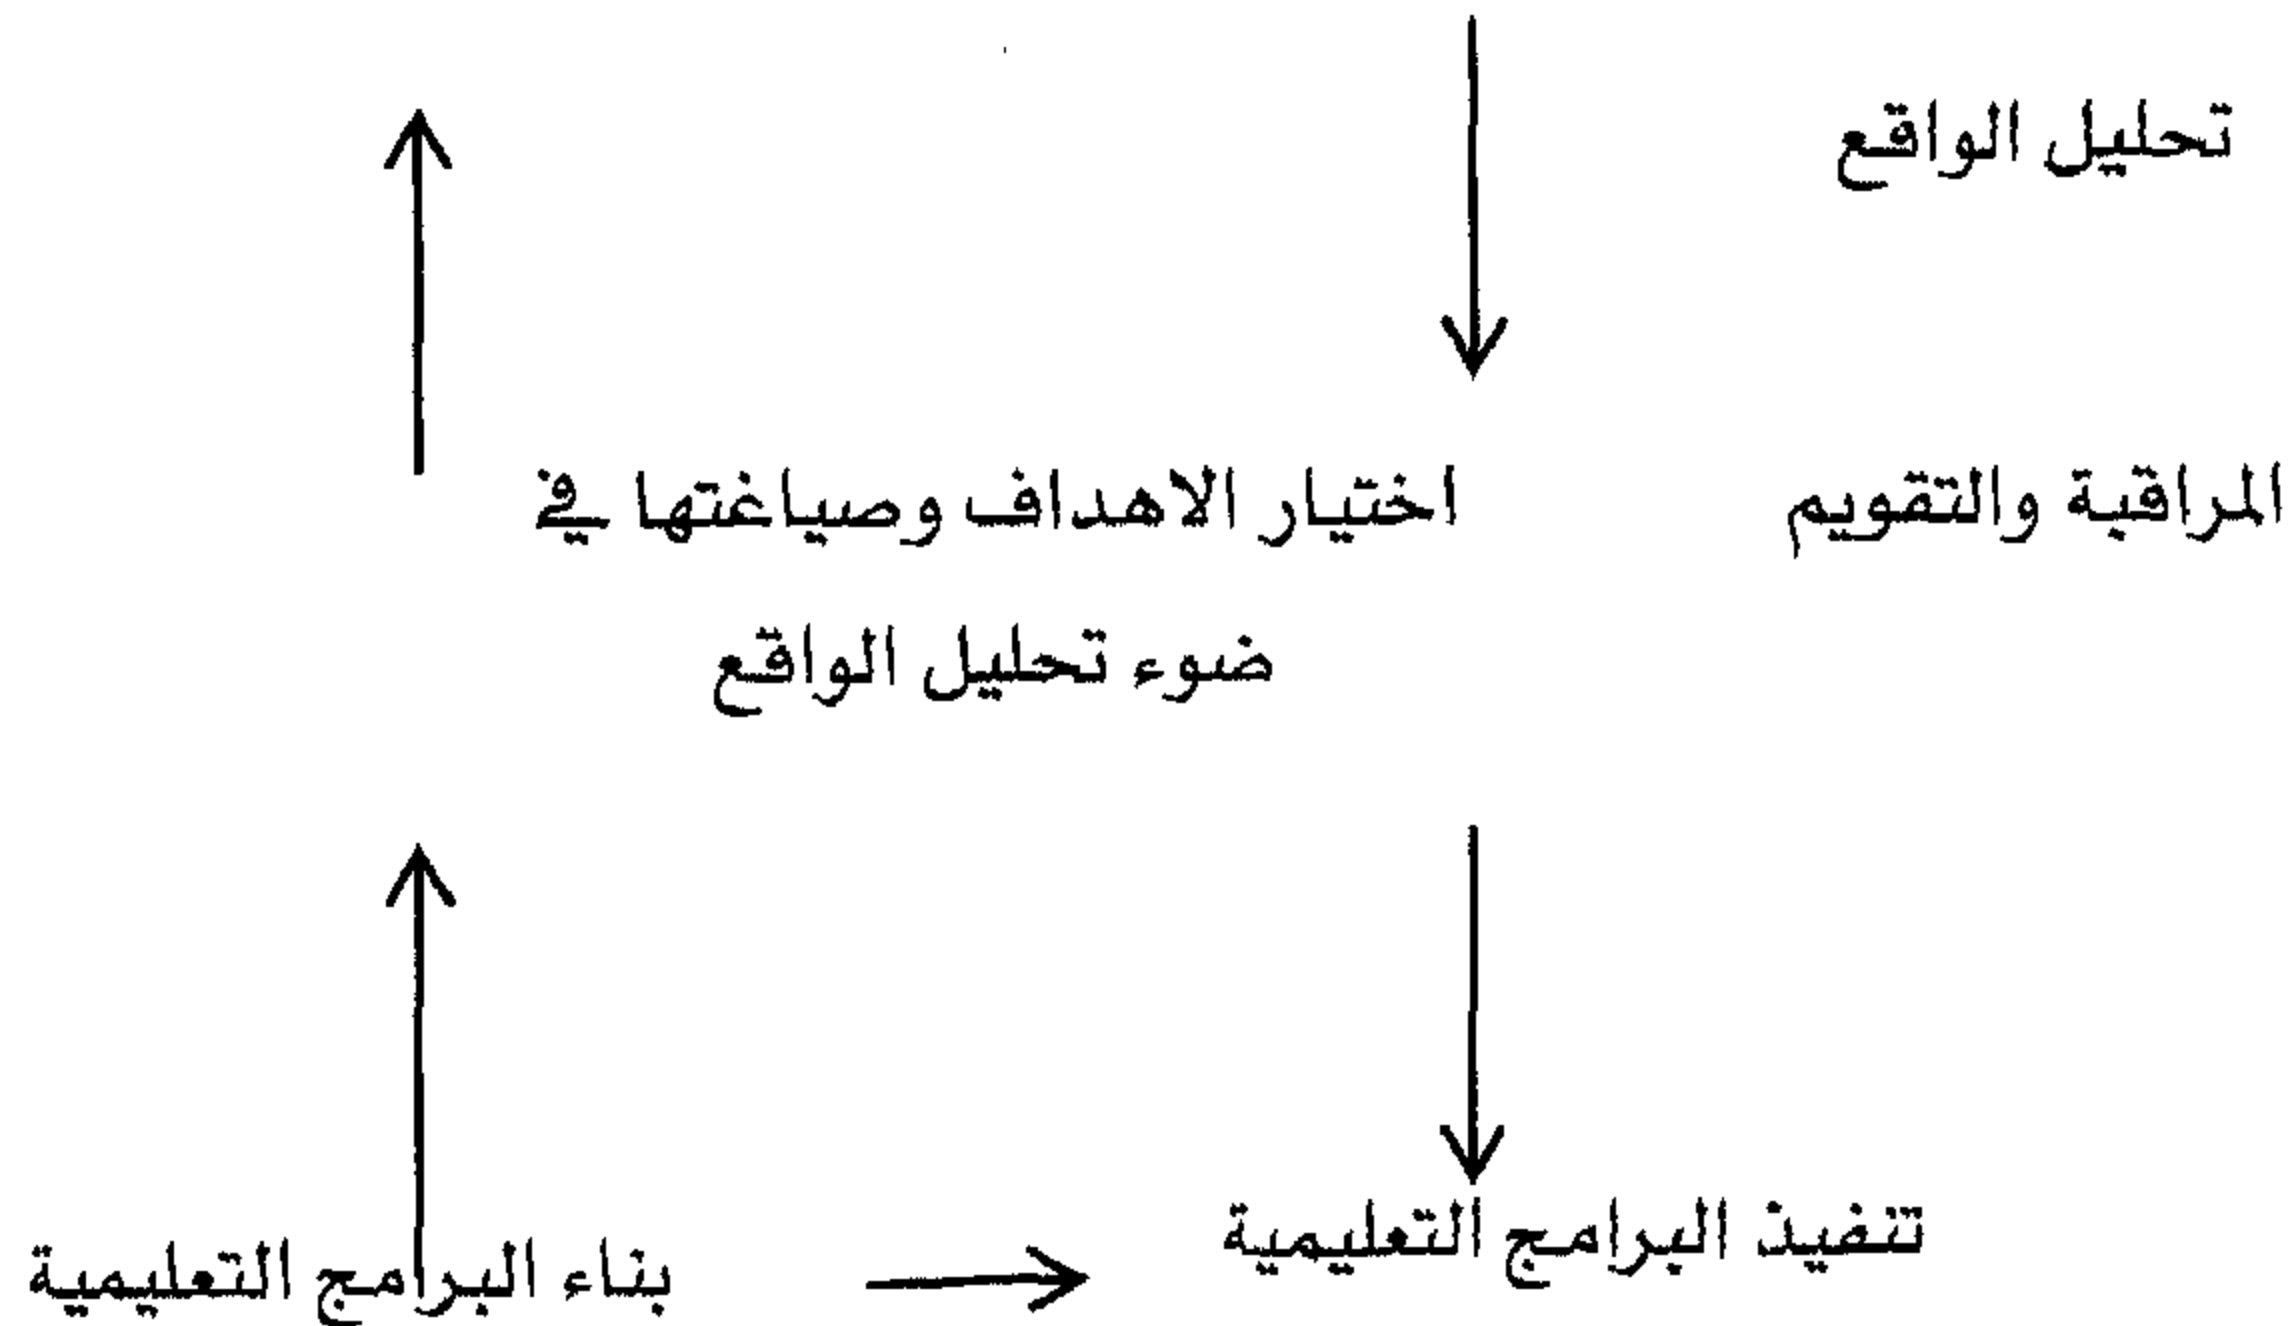 تحليل الواقع
المراقبة والتقويم
اختيار الاهداف وصياغتها في
ضوء تحليل الواقع
تنفيذ البرامج التعليمية
بناء البرامج التعليمية